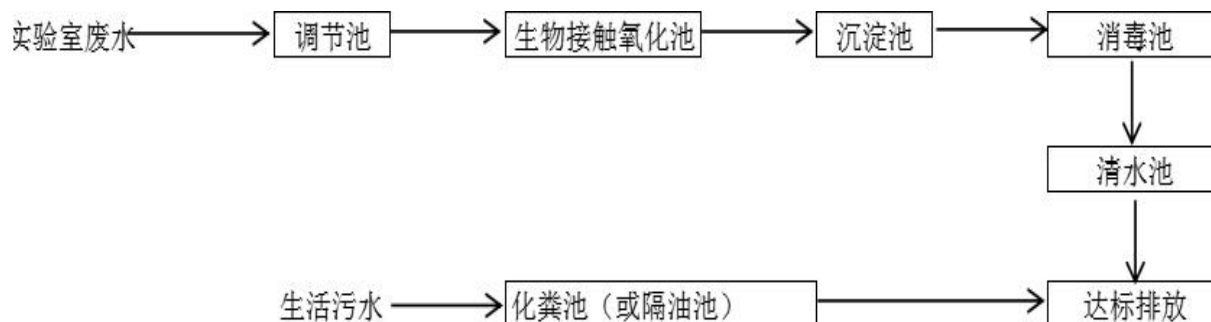 实验室废水
调节池
生物接触氧化池
沉淀池
消毒池
清水池
生活污水
化粪池（或隔油池）
达标排放